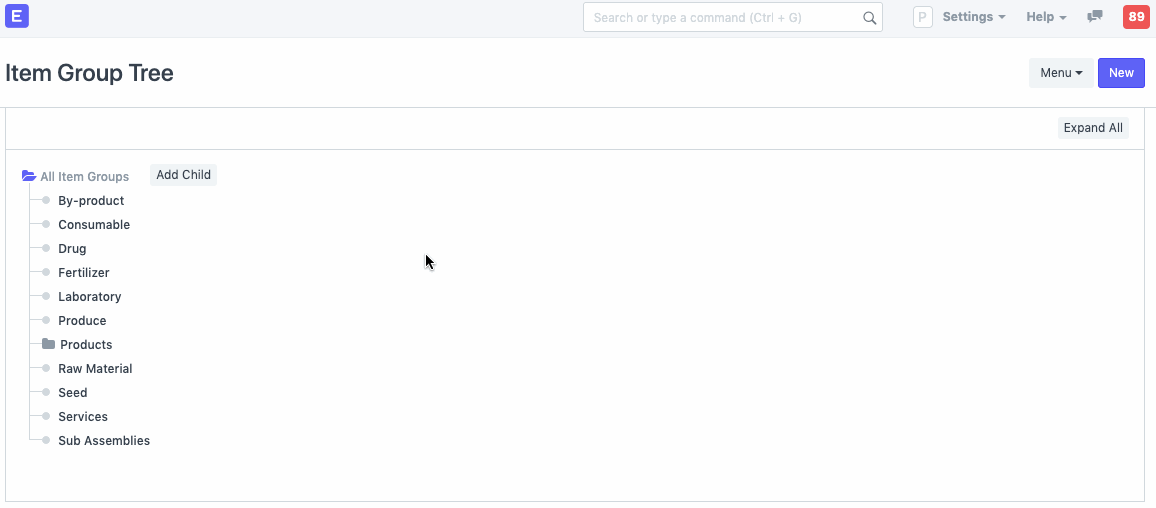 E Search or type a command (Ctrl + G) P Settings Help 89
Item Group Tree Menu New
Expand All
All Item Groups Add Child
By-product
Consumable
Drug
Fertilizer
Laboratory
Produce
Products
Raw Material
Seed
Services
Sub Assemblies